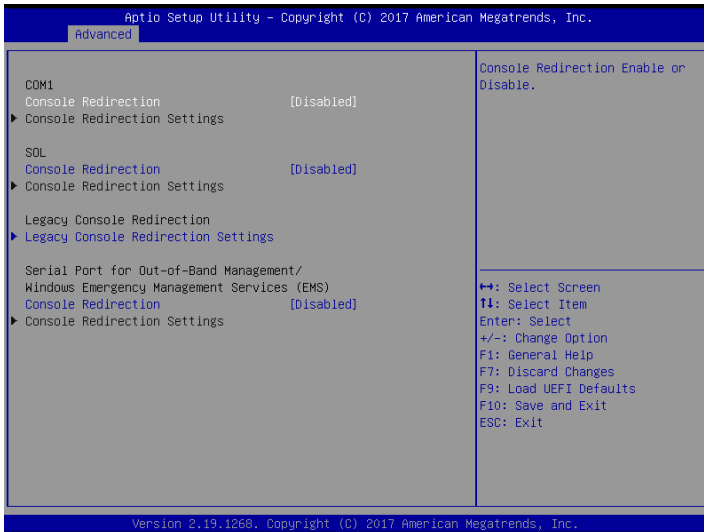 Aptio Setup Utility – Copyright (C) 2017 American Megatrends, Inc.
Advanced
COM1
Console Redirection [Disabled]
▶ Console Redirection Settings
SOL
Console Redirection [Disabled]
▶ Console Redirection Settings
Legacy Console Redirection
▶ Legacy Console Redirection Settings
Serial Port for Out-of-Band Management/
Windows Emergency Management Services (EMS)
Console Redirection [Disabled]
▶ Console Redirection Settings
Console Redirection Enable or
Disable.
↔: Select Screen
↑↓: Select Item
Enter: Select
+/-: Change Option
F1: General Help
F7: Discard Changes
F9: Load UEFI Defaults
F10: Save and Exit
ESC: Exit
Version 2.19.1268. Copyright (C) 2017 American Megatrends, Inc.